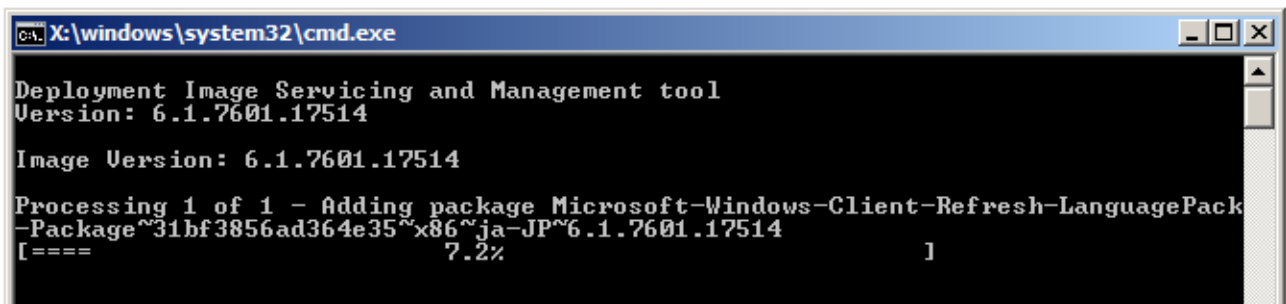 X:\windows\system32\cmd.exe
Deployment Image Servicing and Management tool
Version: 6.1.7601.17514
Image Version: 6.1.7601.17514
Processing 1 of 1 - Adding package Microsoft-Windows-Client-Refresh-LanguagePack
-Package~31bf3856ad364e35~x86~ja-JP~6.1.7601.17514
[==== 7.2% ]